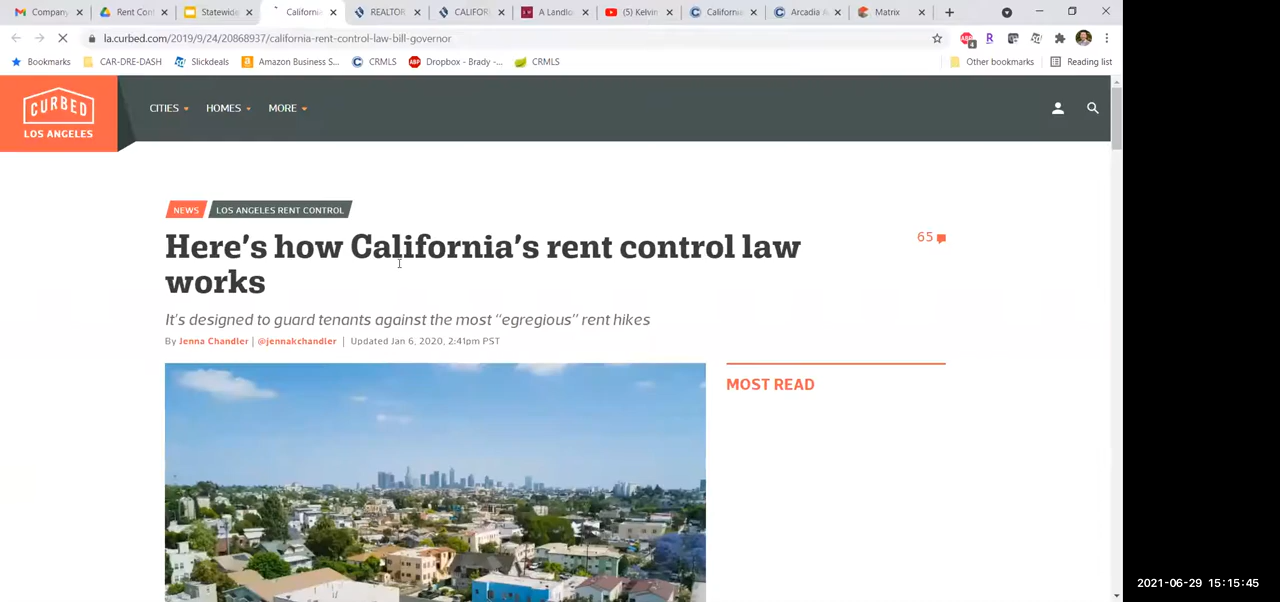 Company
Rent Con
Statewide
California
REALTOR
CALIFOR
A Landlo
(5) Kelvin
California
Arcadia A
Matrix
la.curbed.com/2019/9/24/20868937/california-rent-control-law-bill-governor
Bookmarks
CAR-DRE-DASH
Slickdeals
Amazon Business S...
CRMLS
Dropbox - Brady -...
CRMLS
Other bookmarks
Reading list
CURBED
LOS ANGELES
CITIES
HOMES
MORE
NEWS
LOS ANGELES RENT CONTROL
Here's how California's rent control law
works
65
It's designed to guard tenants against the most “egregious” rent hikes
By Jenna Chandler | @jennakchandler | Updated Jan 6, 2020, 2:41pm PST
MOST READ
2021-06-29 15:15:45